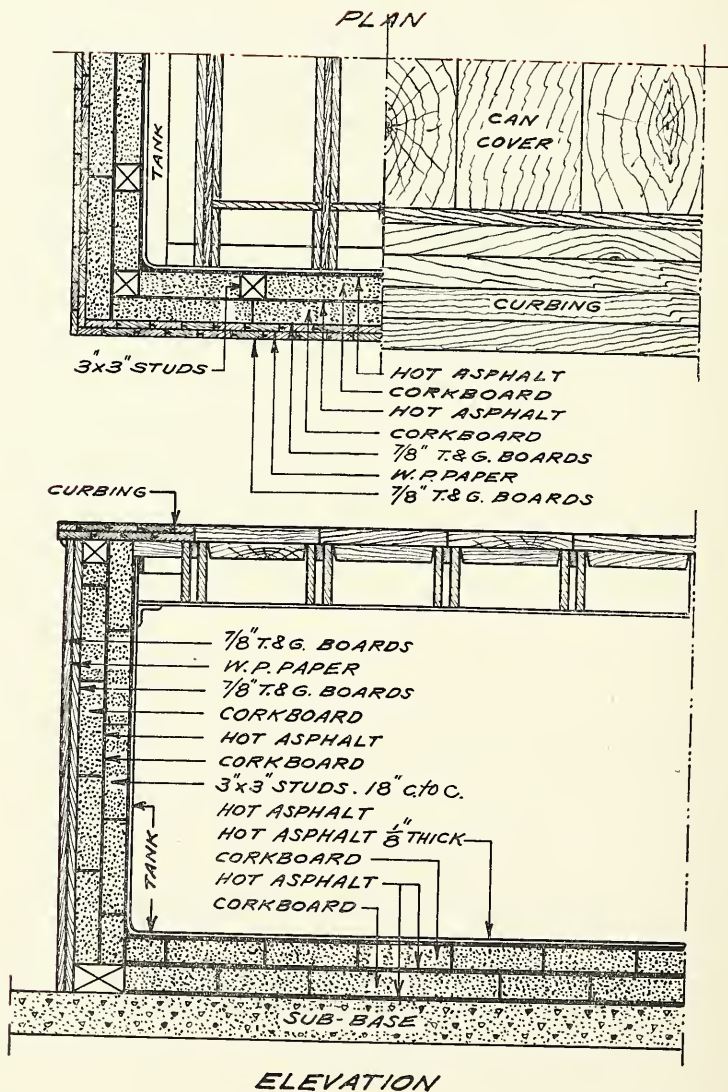 PLAN
TANK
CAN
COVER
CURBING
3"x3" STUDS
HOT ASPHALT
CORKBOARD
HOT ASPHALT
CORKBOARD
7/8" T.&G. BOARDS
W.P. PAPER
7/8" T.&G. BOARDS
CURBING
7/8" T.&G. BOARDS
W.P. PAPER
7/8" T.&G. BOARDS
CORKBOARD
HOT ASPHALT
CORKBOARD
3"x3" STUDS. 18" C. to C.
HOT ASPHALT
HOT ASPHALT 1/8" THICK
CORKBOARD
HOT ASPHALT
CORKBOARD
TANK
SUB-BASE
ELEVATION